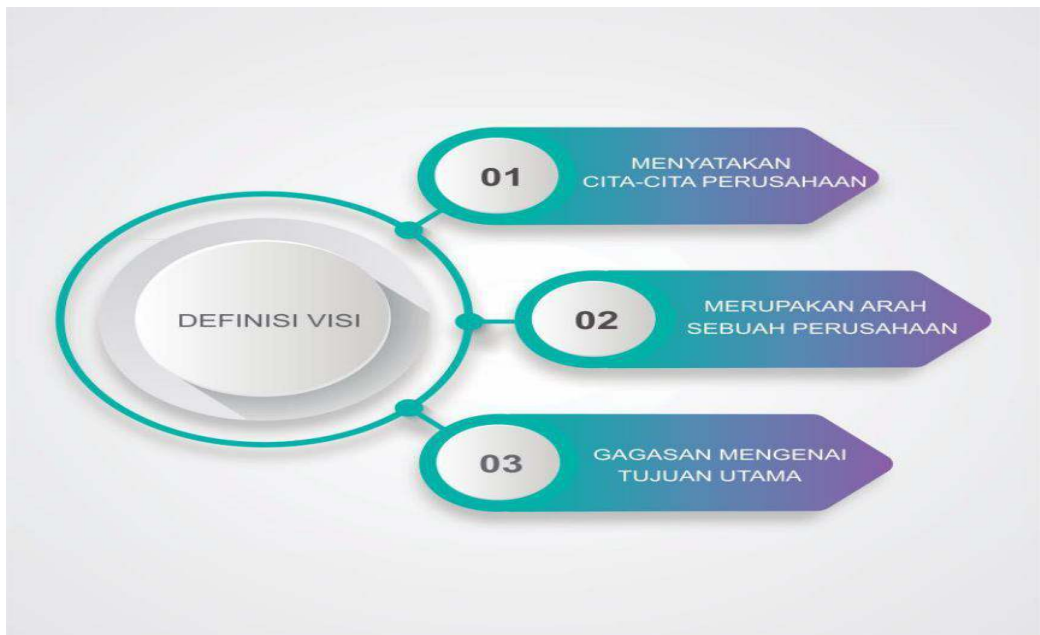 DEFINISI VISI
01
MENYATAKAN
CITA-CITA PERUSAHAAN
02
MERUPAKAN ARAH
SEBUAH PERUSAHAAN
03
GAGASAN MENGENAI
TUJUAN UTAMA